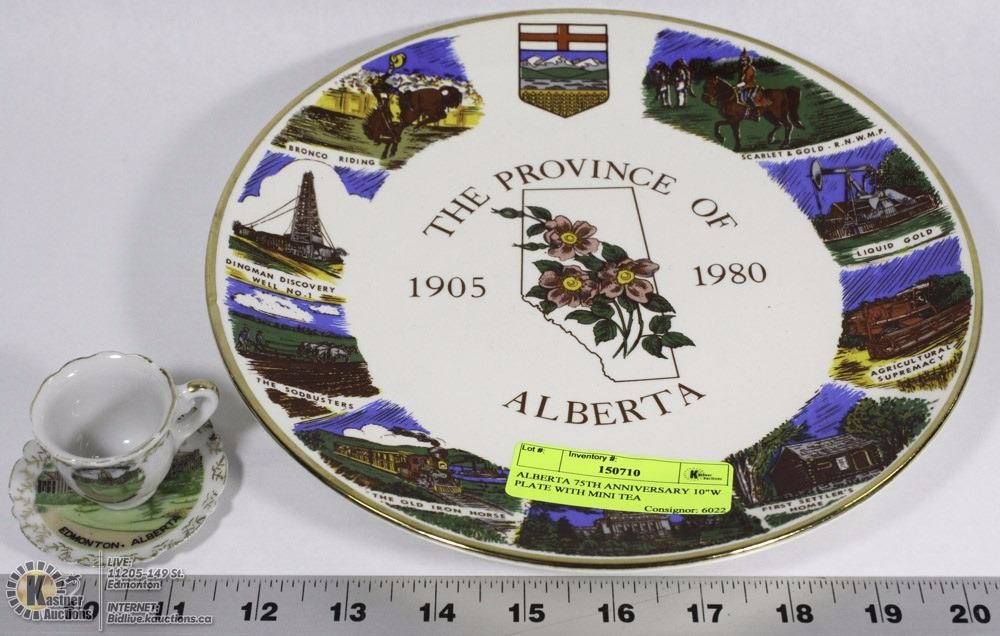 BRONCO RIDING
SCARLET & GOLD - R.N.W.M.P.
DINGMAN DISCOVERY
WELL NO.1
LIQUID GOLD
THE SODBUSTERS
AGRICULTURAL
SUPREMACY
THE OLD IRON HORSE
FIRST SETTLER'S
HOME
THE PROVINCE OF
1905
1980
ALBERTA
Lot #:
Inventory #:
150710
ALBERTA 75TH ANNIVERSARY 10"W
PLATE WITH MINI TEA
Consignor: 6022
EDMONTON. ALBERTA
LIVE:
11205-149 St.
Edmonton
INTERNET:
Bidlive.kauctions.ca
Kastner
Auctions
11 12 13 14 15 16 17 18 19 20